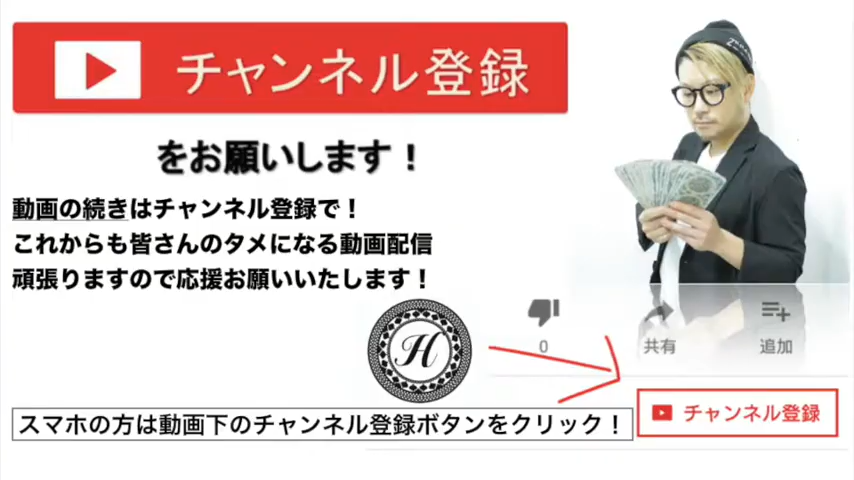 チャンネル登録
をお願いします！
動画の続きはチャンネル登録で！
これからも皆さんのタメになる動画配信
頑張りますので応援お願いいたします！
H
0
共有
追加
チャンネル登録
スマホの方は動画下のチャンネル登録ボタンをクリック！